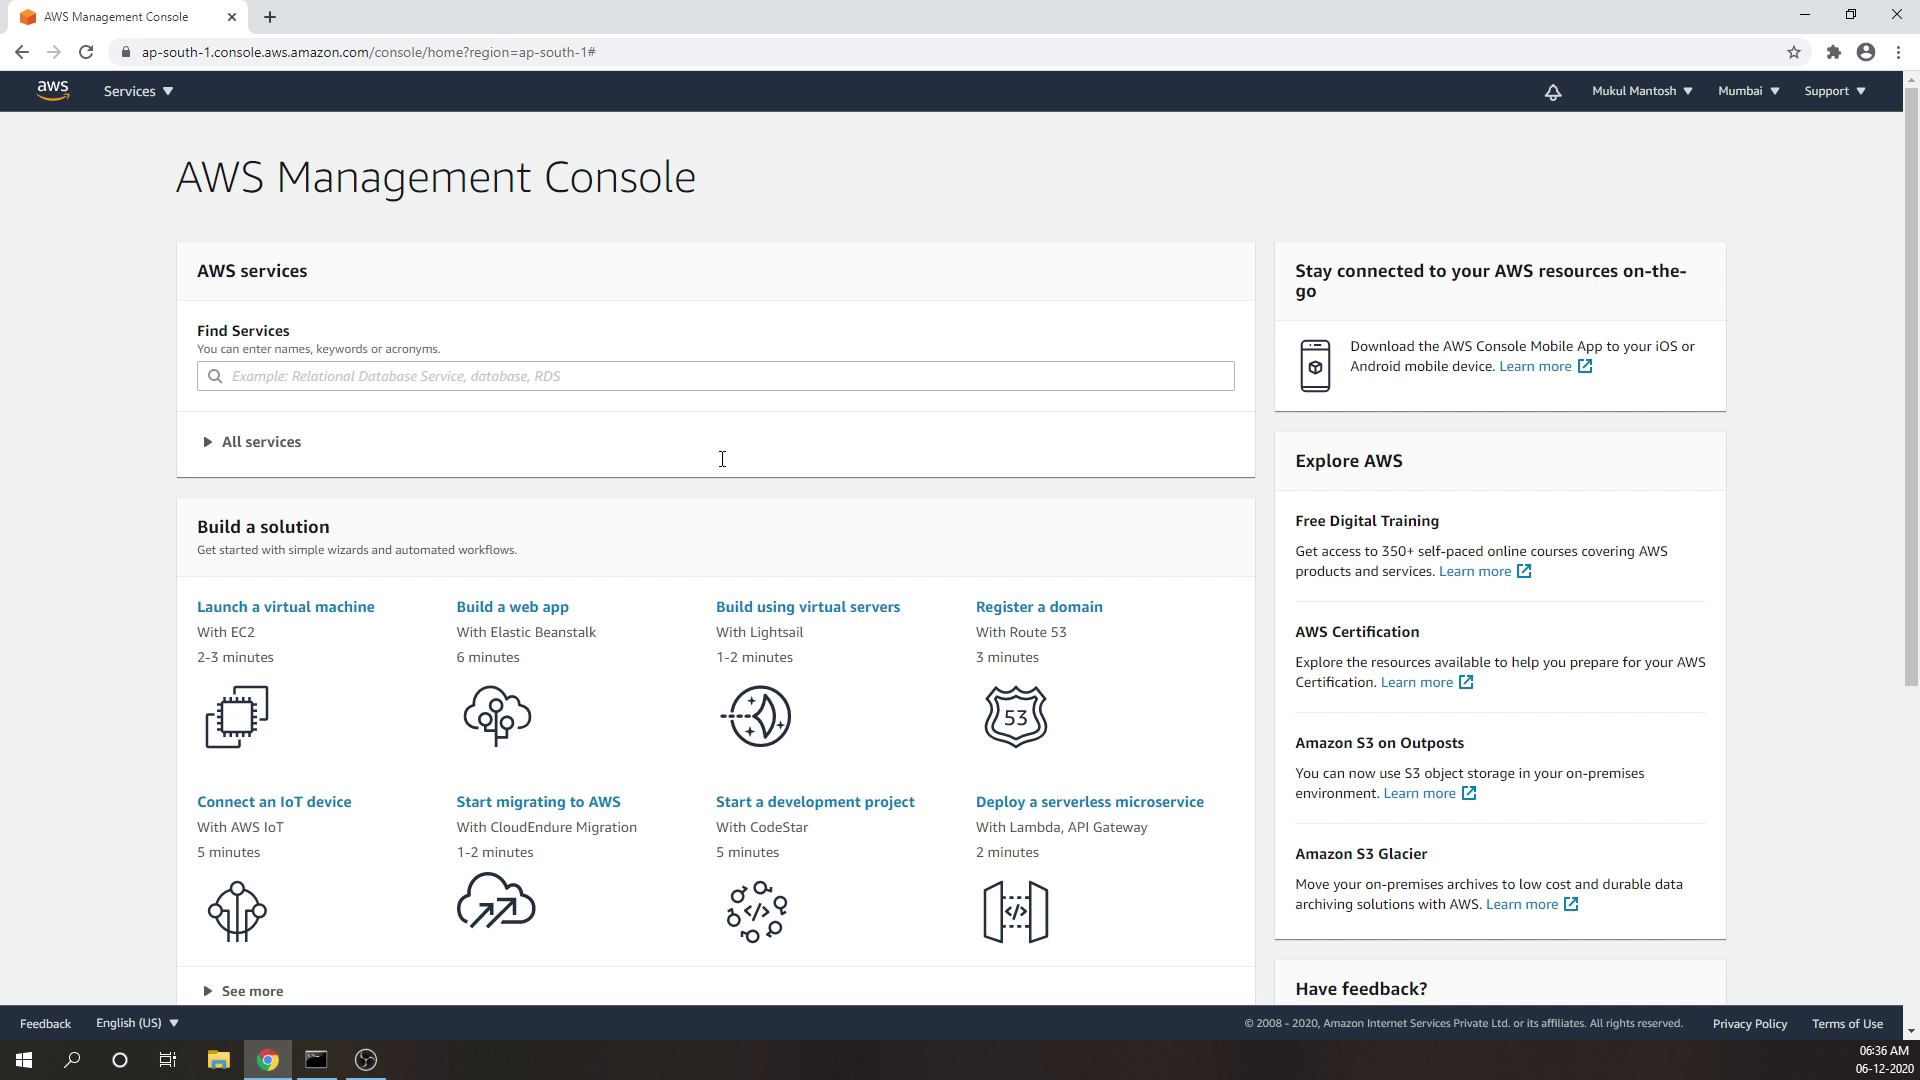 AWS Management Console
ap-south-1.console.aws.amazon.com/console/home?region=ap-south-1#
aws
Services
Mukul Mantosh
Mumbai
Support
AWS Management Console
AWS services
Find Services
You can enter names, keywords or acronyms.
Example: Relational Database Service, database, RDS
All services
Build a solution
Get started with simple wizards and automated workflows.
Launch a virtual machine
With EC2
2-3 minutes
Build a web app
With Elastic Beanstalk
6 minutes
Build using virtual servers
With Lightsail
1-2 minutes
Register a domain
With Route 53
3 minutes
53
Connect an IoT device
With AWS IoT
5 minutes
Start migrating to AWS
With CloudEndure Migration
1-2 minutes
Start a development project
With CodeStar
5 minutes
</>
Deploy a serverless microservice
With Lambda, API Gateway
2 minutes
</>
See more
Stay connected to your AWS resources on-the-
go
Download the AWS Console Mobile App to your iOS or
Android mobile device. Learn more
Explore AWS
Free Digital Training
Get access to 350+ self-paced online courses covering AWS
products and services. Learn more
AWS Certification
Explore the resources available to help you prepare for your AWS
Certification. Learn more
Amazon S3 on Outposts
You can now use S3 object storage in your on-premises
environment. Learn more
Amazon S3 Glacier
Move your on-premises archives to low cost and durable data
archiving solutions with AWS. Learn more
Have feedback?
Feedback
English (US)
© 2008 - 2020, Amazon Internet Services Private Ltd. or its affiliates. All rights reserved.
Privacy Policy
Terms of Use
06:36 AM
06-12-2020